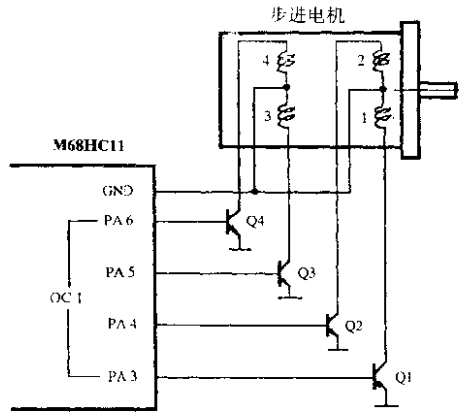 步进电机
4
2
3
1
M68HC11
GND
PA 6
Q4
PA 5
Q3
OC 1
PA 4
Q2
PA 3
Q1